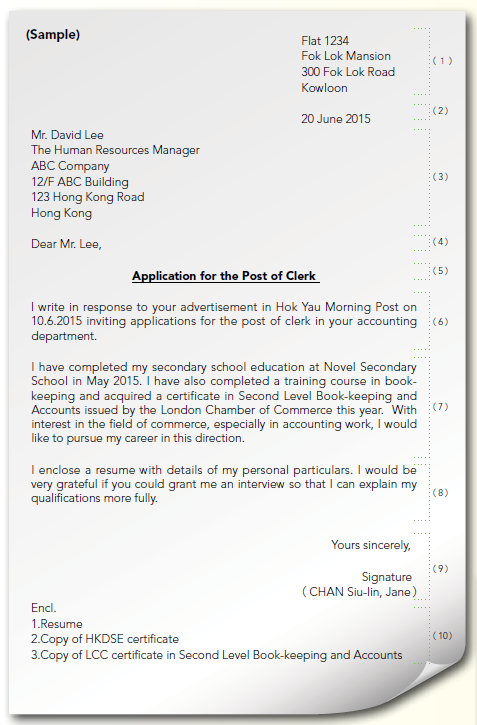 (Sample)
Flat 1234
Fok Lok Mansion
300 Fok Lok Road
Kowloon
(1)
(2)
20 June 2015
Mr. David Lee
The Human Resources Manager
ABC Company
12/F ABC Building
123 Hong Kong Road
Hong Kong
(3)
Dear Mr. Lee,
(4)
Application for the Post of Clerk
(5)
I write in response to your advertisement in Hok Yau Morning Post on
10.6.2015 inviting applications for the post of clerk in your accounting
department.
(6)
I have completed my secondary school education at Novel Secondary
School in May 2015. I have also completed a training course in book-
keeping and acquired a certificate in Second Level Book-keeping and
Accounts issued by the London Chamber of Commerce this year. With
interest in the field of commerce, especially in accounting work, I would
like to pursue my career in this direction.
(7)
I enclose a resume with details of my personal particulars. I would be
very grateful if you could grant me an interview so that I can explain my
qualifications more fully.
(8)
Yours sincerely,
Signature
(CHAN Siu-lin, Jane)
(9)
Encl.
1.Resume
2.Copy of HKDSE certificate
3.Copy of LCC certificate in Second Level Book-keeping and Accounts
(10)